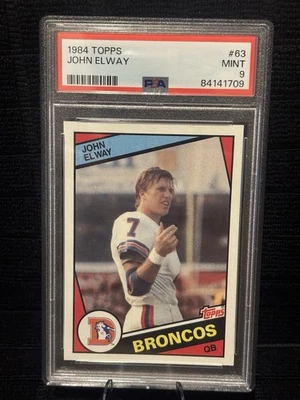 1984 TOPPS #63
JOHN ELWAY MINT
9
PSA 84141709
JOHN
ELWAY
7
TOPPS
D
BRONCOS
QB